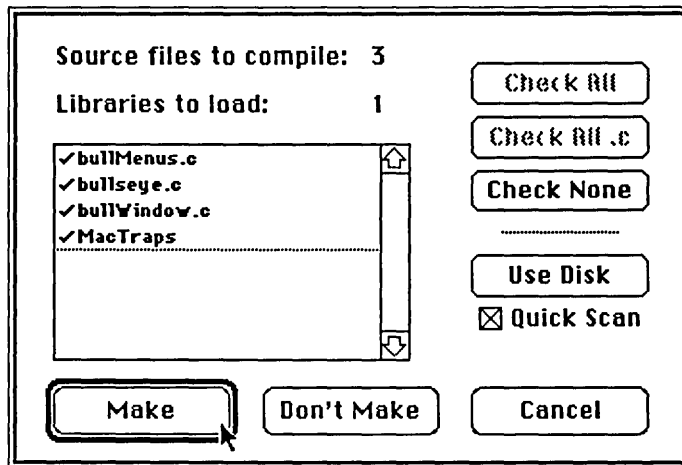 Source files to compile: 3
Libraries to load: 1
✓bullMenus.c
✓bullseye.c
✓bullWindow.c
✓MacTraps
Check All
Check All .c
Check None
Use Disk
Quick Scan
Make
Don't Make
Cancel